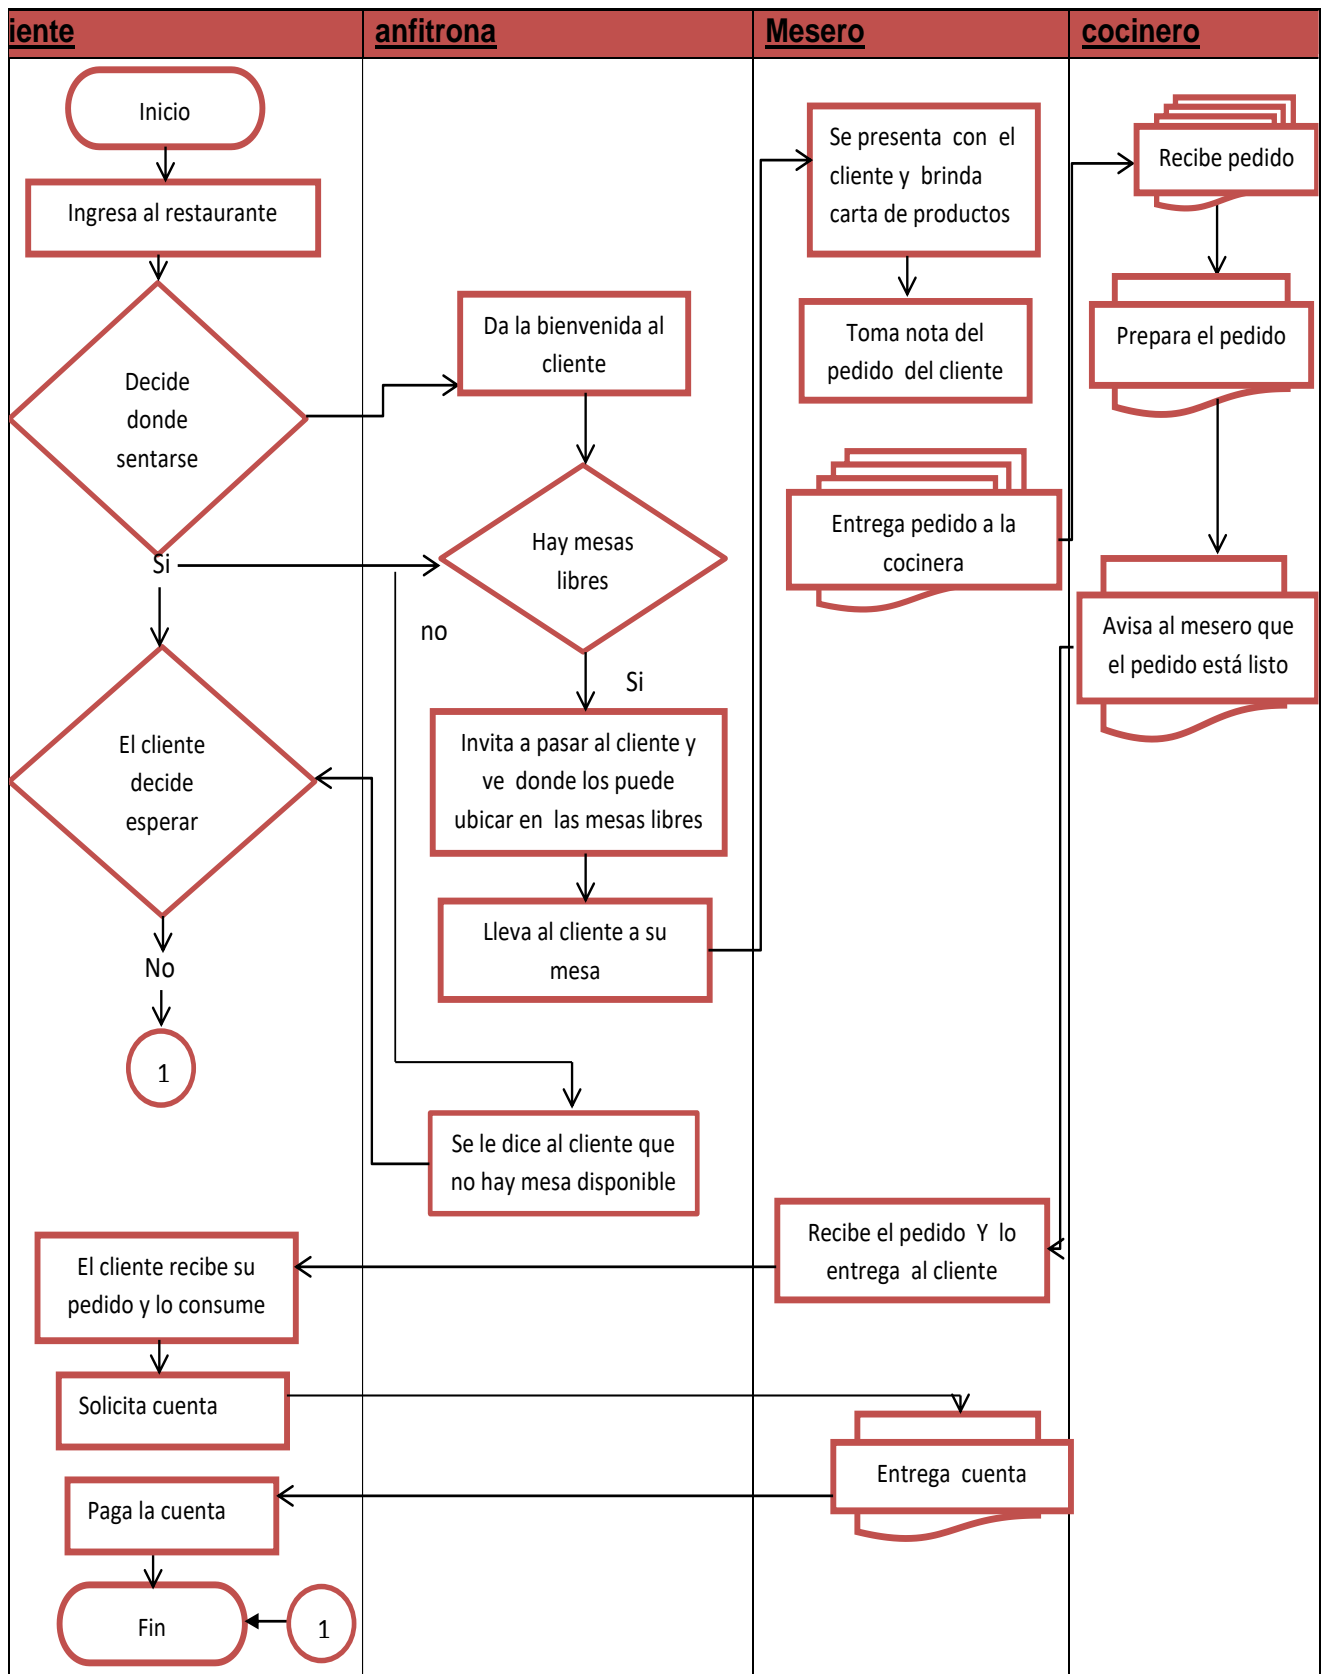 iente
anfitrona
Mesero
cocinero
Inicio
Ingresa al restaurante
Decide
donde
sentarse
Si
El cliente
decide
esperar
No
1
Da la bienvenida al
cliente
Hay mesas
libres
no
Si
Invita a pasar al cliente y
ve donde los puede
ubicar en las mesas libres
Lleva al cliente a su
mesa
Se le dice al cliente que
no hay mesa disponible
Se presenta con el
cliente y brinda
carta de productos
Toma nota del
pedido del cliente
Entrega pedido a la
cocinera
Recibe pedido
Prepara el pedido
Avisa al mesero que
el pedido está listo
Recibe el pedido Y lo
entrega al cliente
El cliente recibe su
pedido y lo consume
Solicita cuenta
Entrega cuenta
Paga la cuenta
Fin
1